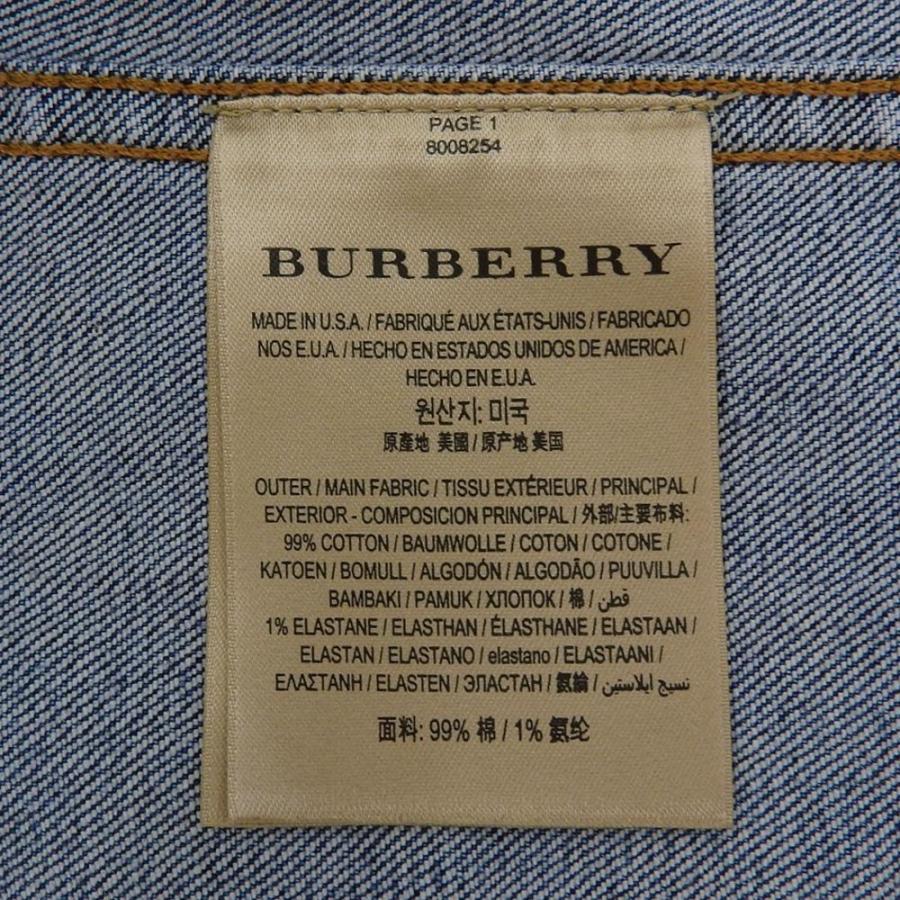 PAGE 1
8008254
BURBERRY
MADE IN U.S.A. / FABRIQUÉ AUX ÉTATS-UNIS / FABRICADO
NOS E.U.A. / HECHO EN ESTADOS UNIDOS DE AMERICA /
HECHO EN E.U.A.
원산지: 미국
原產地 美國 / 原产地 美国
OUTER / MAIN FABRIC / TISSU EXTÉRIEUR / PRINCIPAL /
EXTERIOR - COMPOSICION PRINCIPAL / 外部/主要布料:
99% COTTON / BAUMWOLLE / COTON / COTONE /
KATOEN / BOMULL / ALGODÓN / ALGODÃO / PUUVILLA /
BAMBAKI / PAMUK / ХЛОПОК / 棉 / قطن
1% ELASTANE / ELASTHAN / ÉLASTHANE / ELASTAAN /
ELASTAN / ELASTANO / elastano / ELASTAANI /
ΕΛΑΣΤΑΝΗ / ELASTEN / ЭЛАСТАН / 氨綸 / نسيج ايلاستين
面料: 99% 棉 / 1% 氨纶